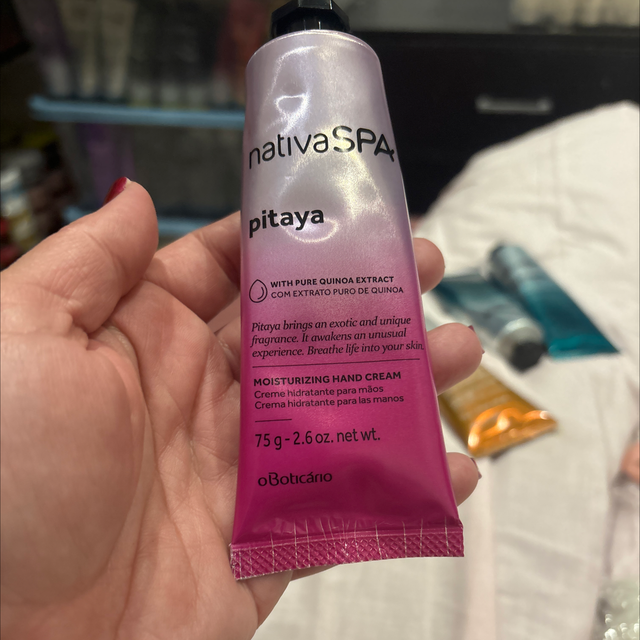 nativaSPA
pitaya
WITH PURE QUINOA EXTRACT
COM EXTRATO PURO DE QUINOA
Pitaya brings an exotic and unique
fragrance. It awakens an unusual
experience. Breathe life into your skin.
MOISTURIZING HAND CREAM
Creme hidratante para mãos
Crema hidratante para las manos
75 g - 2.6 oz. net wt.
oBoticário